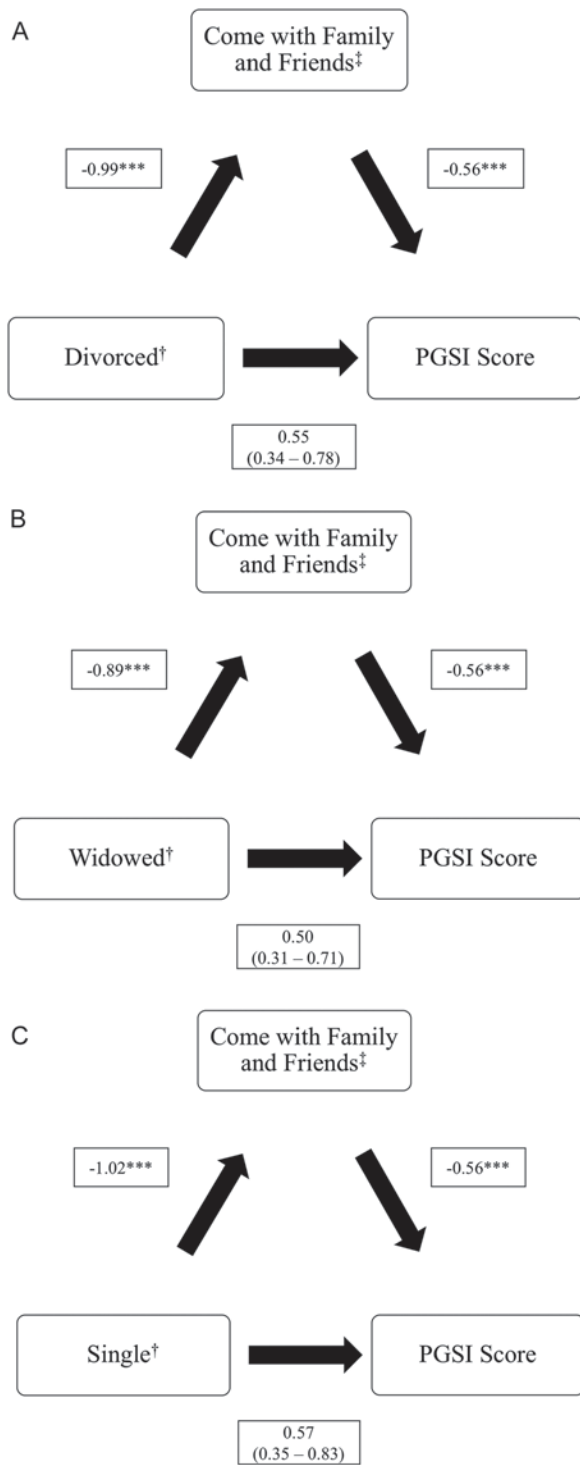 A
Come with Family
and Friends‡
-0.99***
-0.56***
Divorced†
PGSI Score
0.55
(0.34 – 0.78)
B
Come with Family
and Friends‡
-0.89***
-0.56***
Widowed†
PGSI Score
0.50
(0.31 – 0.71)
C
Come with Family
and Friends‡
-1.02***
-0.56***
Single†
PGSI Score
0.57
(0.35 – 0.83)